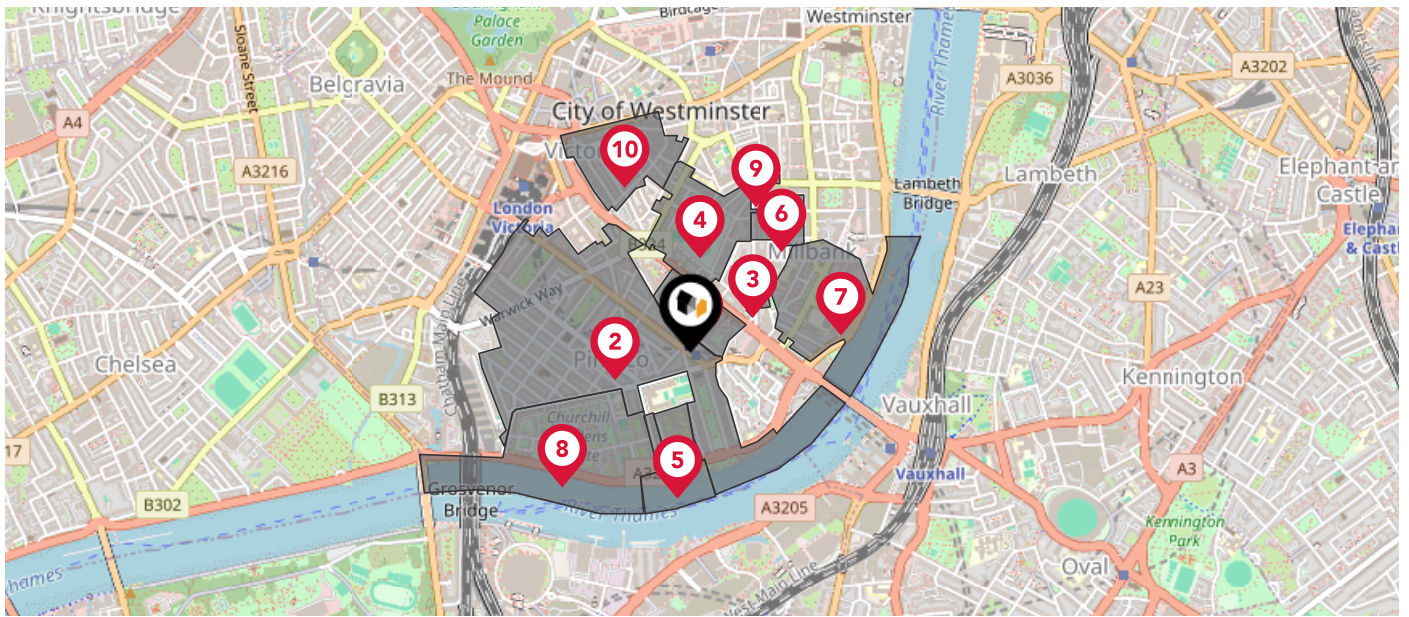 Knightsbridge
Sloane Street
Palace
Garden
Birdcage
Westminster
River Thames
A3036
A3202
Belgravia
The Mound
A4
City of Westminster
10
9
A3216
4
6
Lambeth
Bridge
Lambeth
Elephant and
Castle
London
Victoria
Millbank
Elephant
& Castle
3
7
A23
Warwick Way
Chatham Main Line
2
Chelsea
Kennington
B313
Vauxhall
Churchill
8
5
17
Vauxhall
A3
B302
Grosvenor
Bridge
River Thames
A3205
Kennington
Park
Thames
Oval
West Main Line